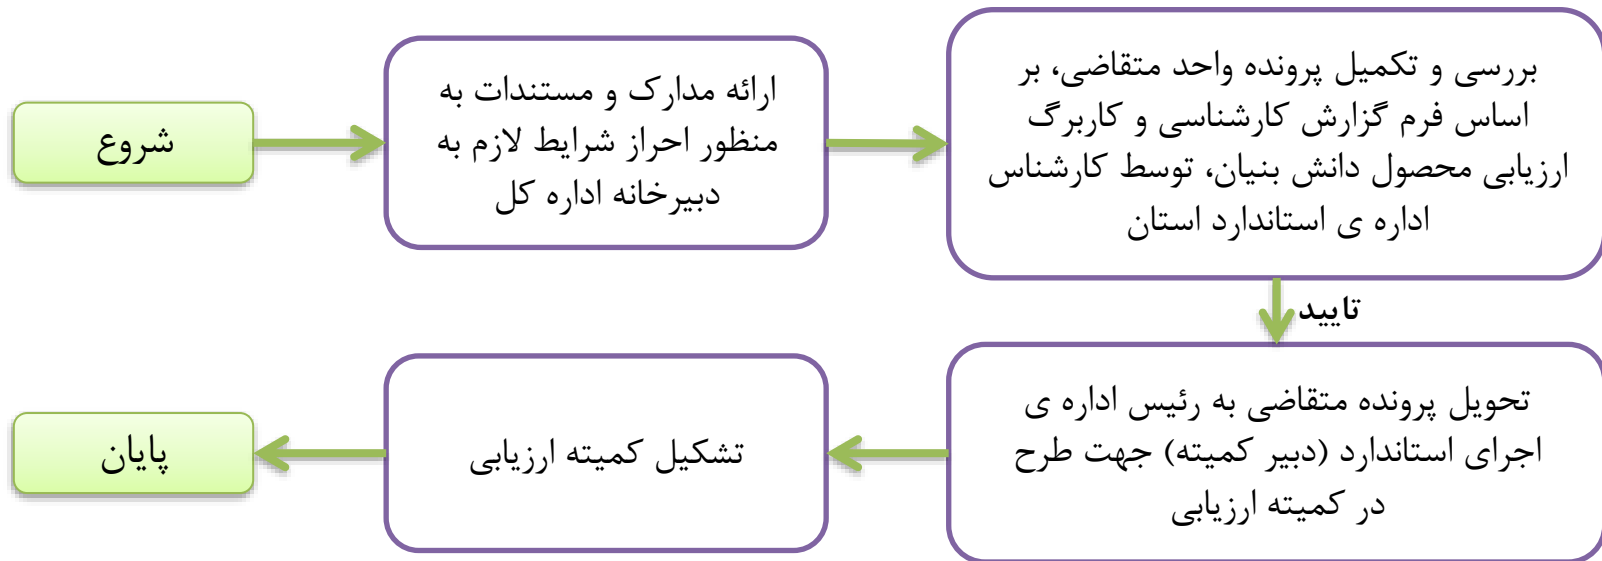 شروع
ارائه مدارک و مستندات به
منظور احراز شرایط لازم به
دبیرخانه اداره کل
بررسی و تکمیل پرونده واحد متقاضی، بر
اساس فرم گزارش کارشناسی و کاربرگ
ارزیابی محصول دانش بنیان، توسط کارشناس
اداره ی استاندارد استان
تایید
تحویل پرونده متقاضی به رئیس اداره ی
اجرای استاندارد (دبیر کمیته) جهت طرح
در کمیته ارزیابی
تشکیل کمیته ارزیابی
پایان